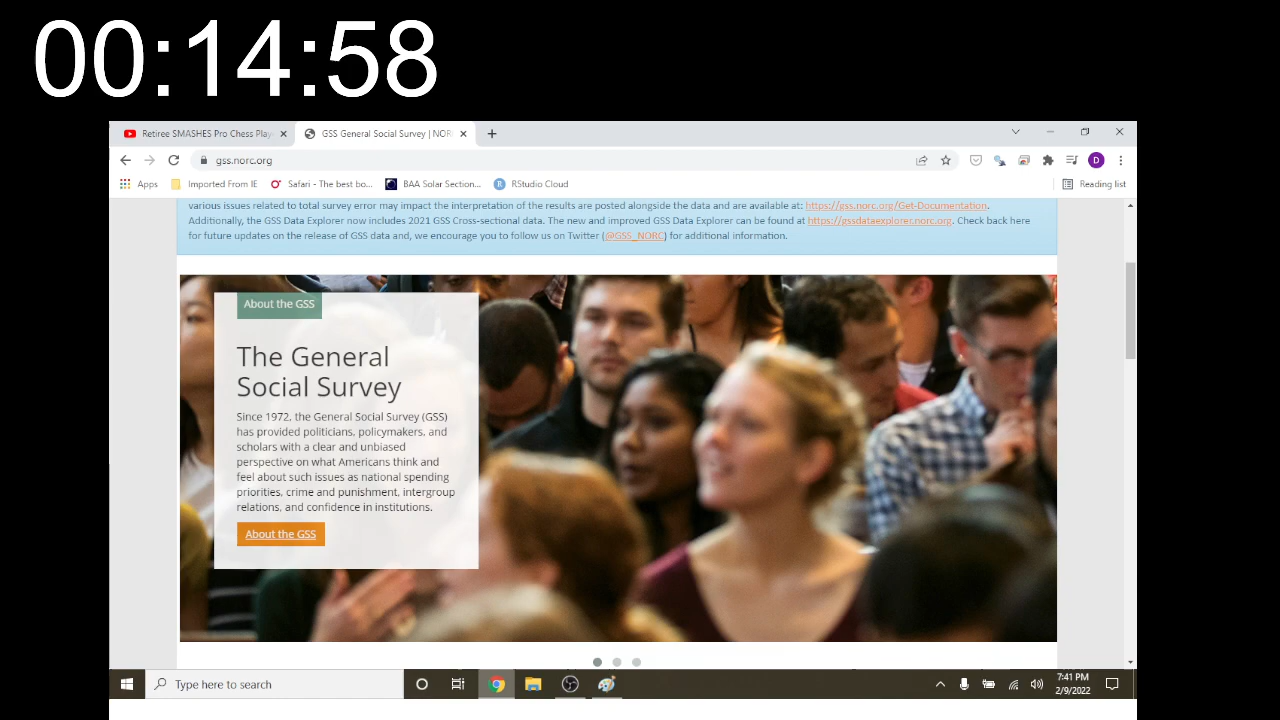 00:14:58
Retiree SMASHES Pro Chess Play
GSS General Social Survey | NOR
gss.norc.org
D
Apps
Imported From IE
Safari - The best bo...
BAA Solar Section...
RStudio Cloud
Reading list
various issues related to total survey error may impact the interpretation of the results are posted alongside the data and are available at: https://gss.norc.org/Get-Documentation.
Additionally, the GSS Data Explorer now includes 2021 GSS Cross-sectional data. The new and improved GSS Data Explorer can be found at https://gssdataexplorer.norc.org. Check back here
for future updates on the release of GSS data and, we encourage you to follow us on Twitter (@GSS_NORC) for additional information.
About the GSS
The General
Social Survey
Since 1972, the General Social Survey (GSS)
has provided politicians, policymakers, and
scholars with a clear and unbiased
perspective on what Americans think and
feel about such issues as national spending
priorities, crime and punishment, intergroup
relations, and confidence in institutions.
About the GSS
Type here to search
7:41 PM
2/9/2022